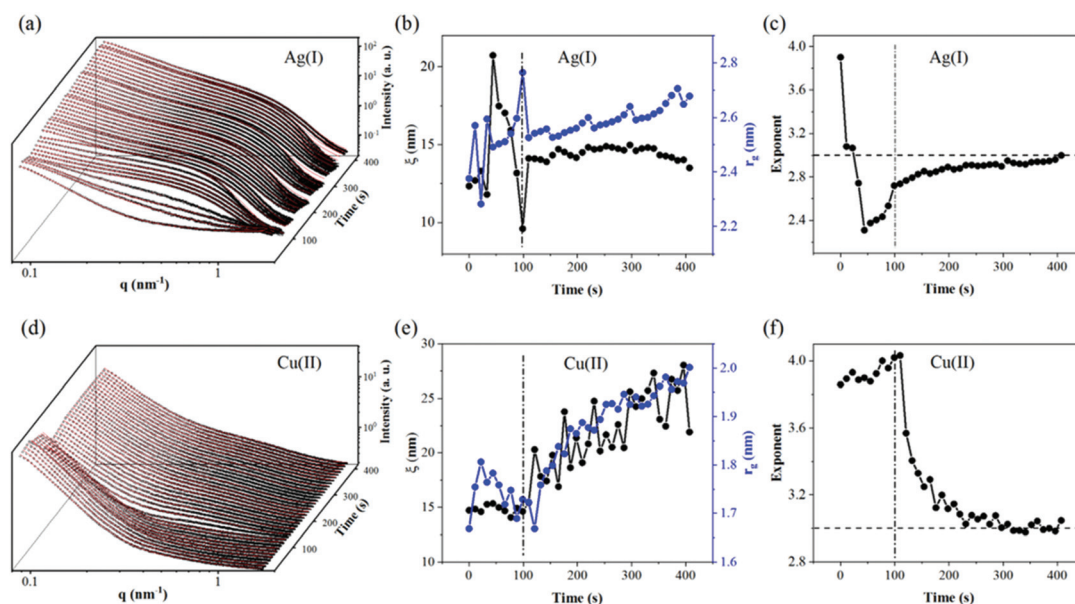 (a)
Ag(I)
10²
10¹
10⁰
10⁻¹
Intensity (a. u.)
400
300
200
100
Time (s)
0.1
1
q (nm⁻¹)
(b)
Ag(I)
20
15
10
ξ (nm)
2.8
2.7
2.6
2.5
2.4
2.3
2.2
r_g (nm)
0 100 200 300 400
Time (s)
(c)
Ag(I)
4.0
3.6
3.2
2.8
2.4
Exponent
0 100 200 300 400
Time (s)
(d)
Cu(II)
10¹
10⁰
Intensity (a. u.)
400
300
200
100
Time (s)
0.1
1
q (nm⁻¹)
(e)
Cu(II)
30
25
20
15
10
ξ (nm)
2.0
1.9
1.8
1.7
1.6
r_g (nm)
0 100 200 300 400
Time (s)
(f)
Cu(II)
4.0
3.6
3.2
2.8
Exponent
0 100 200 300 400
Time (s)